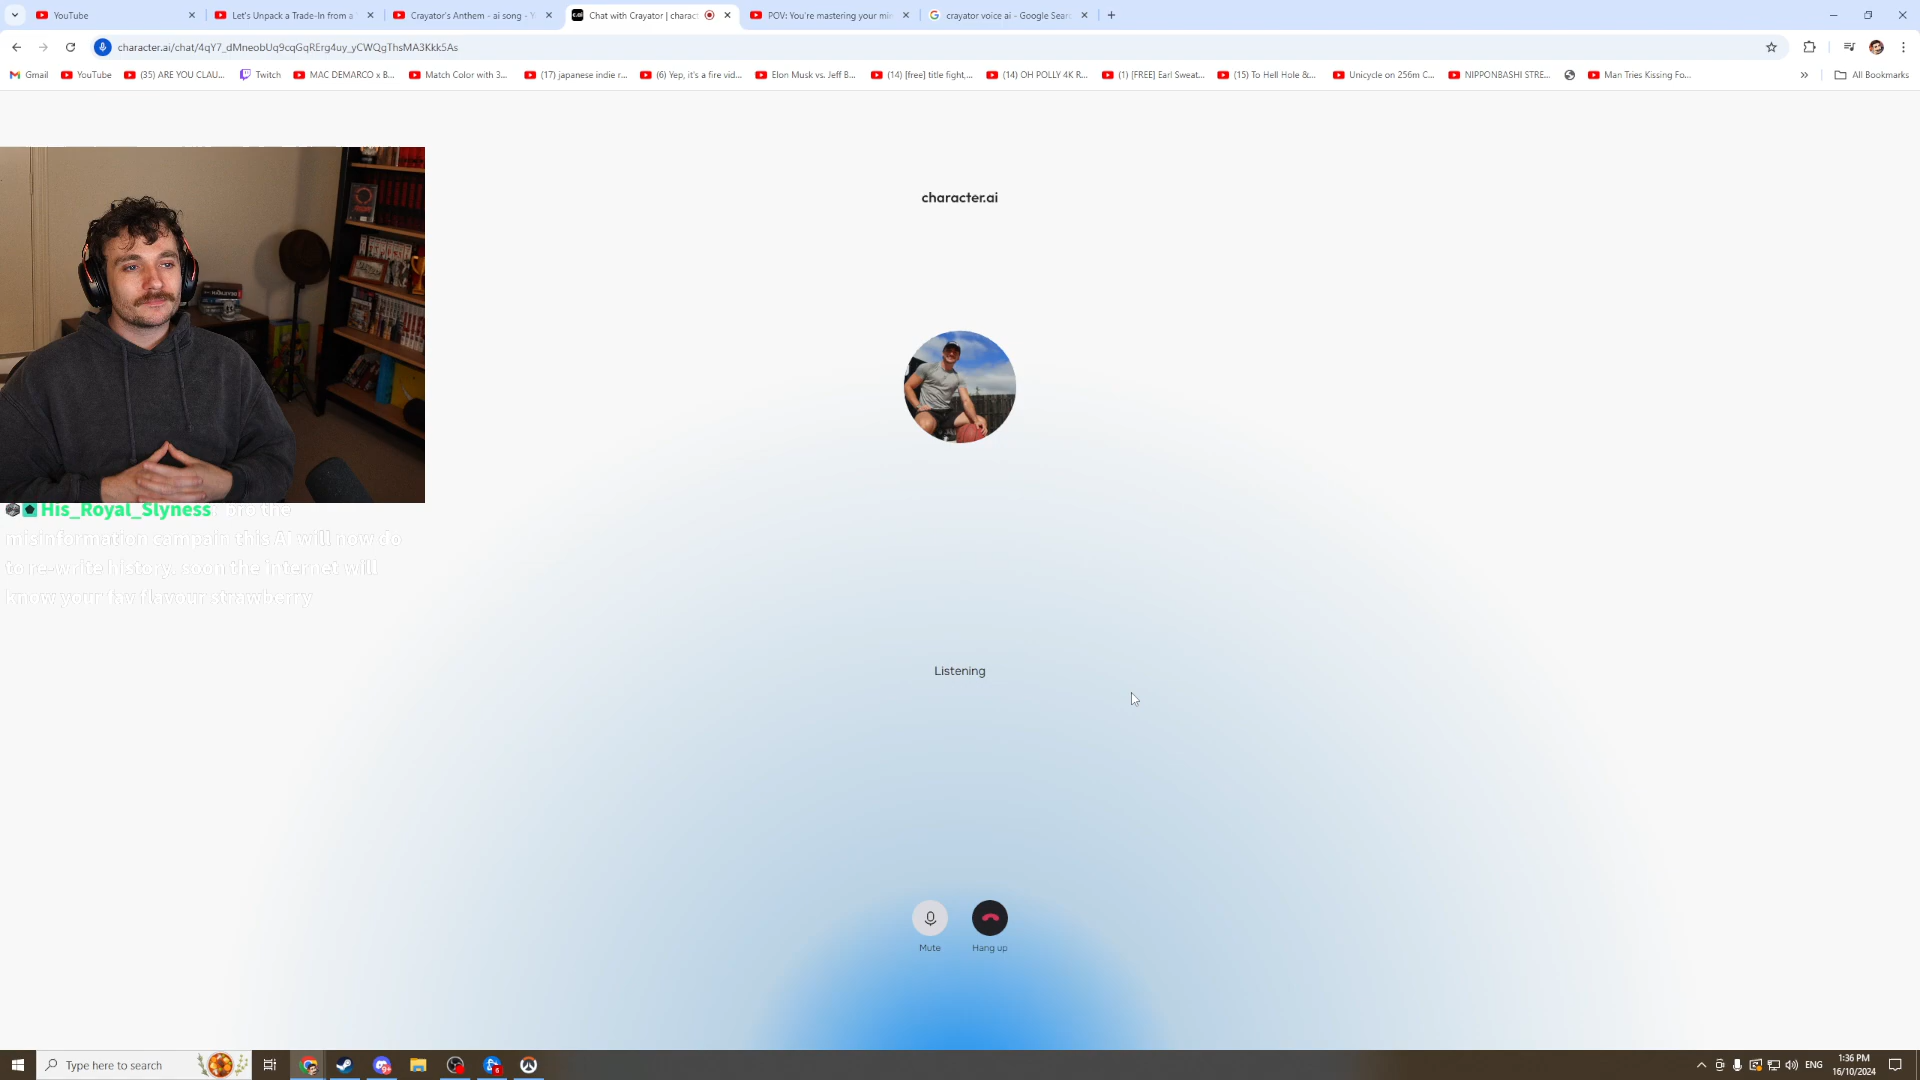 YouTube
Let's Unpack a Trade-In from a
Crayator's Anthem - ai song - Y
Chat with Crayator | charact
POV: You're mastering your mi
crayator voice ai - Google Sear
character.ai/chat/4qY7_dMneobUq9cqGqRErg4uy_yCWQgThsMA3Kkk5As
Gmail
YouTube
(35) ARE YOU CLAU...
Twitch
MAC DEMARCO x B...
Match Color with 3...
(17) japanese indie r...
(6) Yep, it's a fire vid...
Elon Musk vs. Jeff B...
(14) [free] title fight,...
(14) OH POLLY 4K R...
(1) [FREE] Earl Sweat...
(15) To Hell Hole &...
Unicycle on 256m C...
NIPPONBASHI STRE...
Man Tries Kissing Fo...
All Bookmarks
character.ai
His_Royal_Slyness: bro the
misinformation campain this AI will now do
to re-write history. soon the internet will
know your fav flavour strawberry
Listening
Mute
Hang up
Type here to search
ENG
1:36 PM
16/10/2024